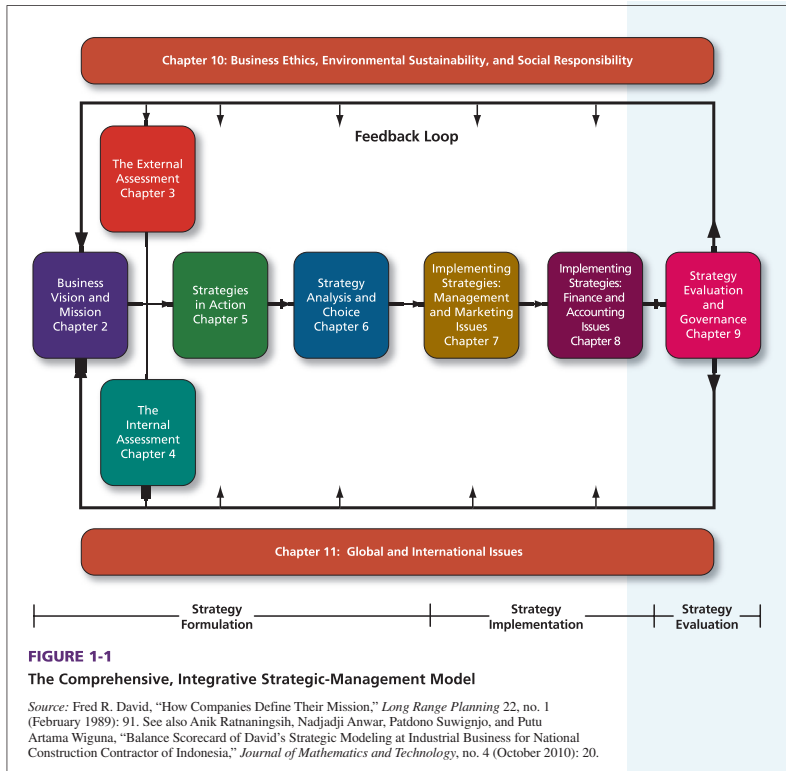 Chapter 10: Business Ethics, Environmental Sustainability, and Social Responsibility
Feedback Loop
The External
Assessment
Chapter 3
Business
Vision and
Mission
Chapter 2
Strategies
in Action
Chapter 5
Strategy
Analysis and
Choice
Chapter 6
Implementing
Strategies:
Management
and Marketing
Issues
Chapter 7
Implementing
Strategies:
Finance and
Accounting
Issues
Chapter 8
Strategy
Evaluation
and
Governance
Chapter 9
The
Internal
Assessment
Chapter 4
Chapter 11: Global and International Issues
Strategy
Formulation
Strategy
Implementation
Strategy
Evaluation
FIGURE 1-1
The Comprehensive, Integrative Strategic-Management Model
Source: Fred R. David, “How Companies Define Their Mission,” Long Range Planning 22, no. 1
(February 1989): 91. See also Anik Ratnaningsih, Nadjadji Anwar, Patdono Suwignjo, and Putu
Artama Wiguna, “Balance Scorecard of David’s Strategic Modeling at Industrial Business for National
Construction Contractor of Indonesia,” Journal of Mathematics and Technology, no. 4 (October 2010): 20.